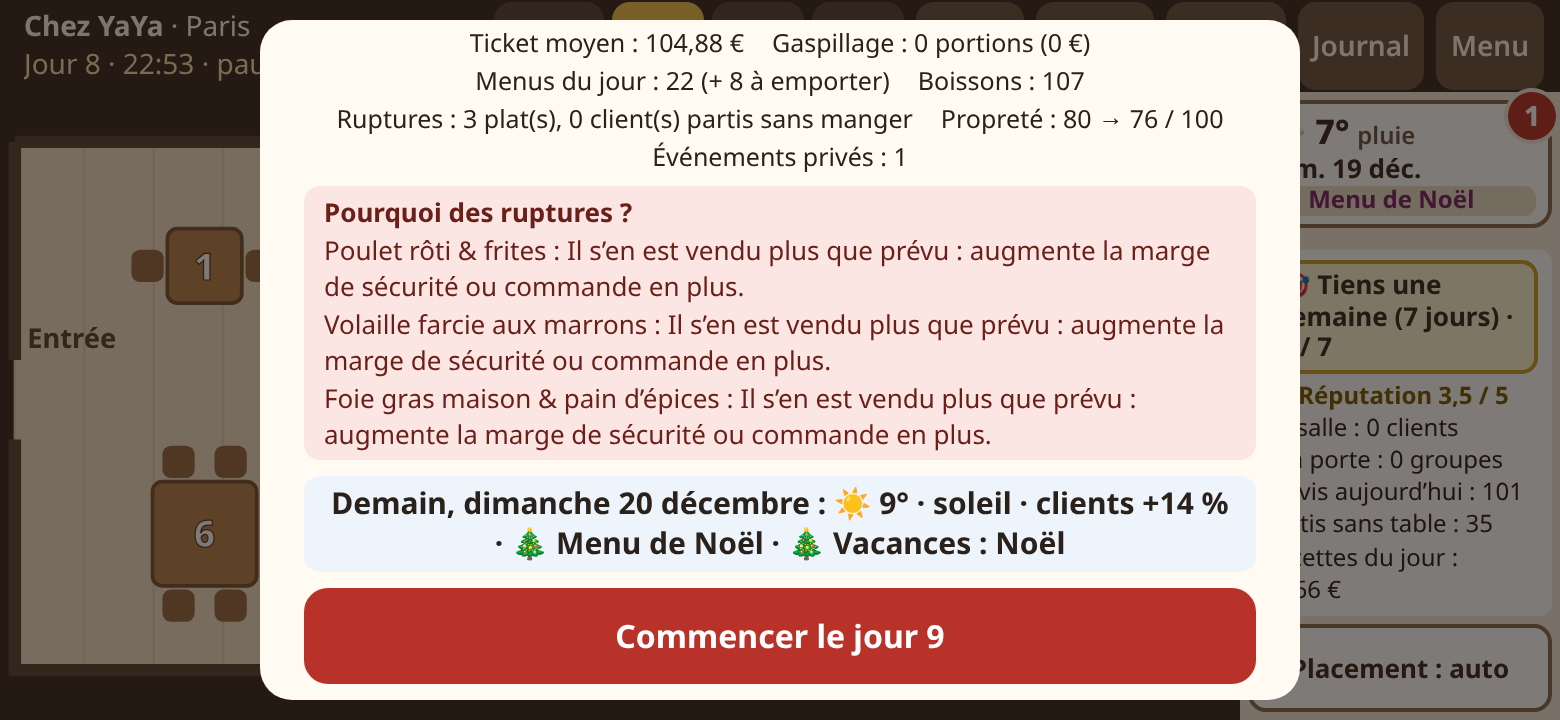 Chez YaYa · Paris
Jour 8 · 22:53 ·
Journal
Menu
Ticket moyen : 104,88 € Gaspillage : 0 portions (0 €)
Menus du jour : 22 (+ 8 à emporter) Boissons : 107
Ruptures : 3 plat(s), 0 client(s) partis sans manger Propreté : 80 → 76 / 100
Événements privés : 1
Pourquoi des ruptures ?
Poulet rôti & frites : Il s’en est vendu plus que prévu : augmente la marge
de sécurité ou commande en plus.
Volaille farcie aux marrons : Il s’en est vendu plus que prévu : augmente la
marge de sécurité ou commande en plus.
Foie gras maison & pain d’épices : Il s’en est vendu plus que prévu :
augmente la marge de sécurité ou commande en plus.
Demain, dimanche 20 décembre : ☀️ 9° · soleil · clients +14 %
· 🎄 Menu de Noël · 🎄 Vacances : Noël
Commencer le jour 9
1
Entrée
6
1
7° pluie
19 déc.
Menu de Noël
Tiens une
(7 jours) ·
/ 7
Réputation 3,5 / 5
salle : 0 clients
porte : 0 groupes
aujourd’hui : 101
sans table : 35
du jour :
€
Placement : auto